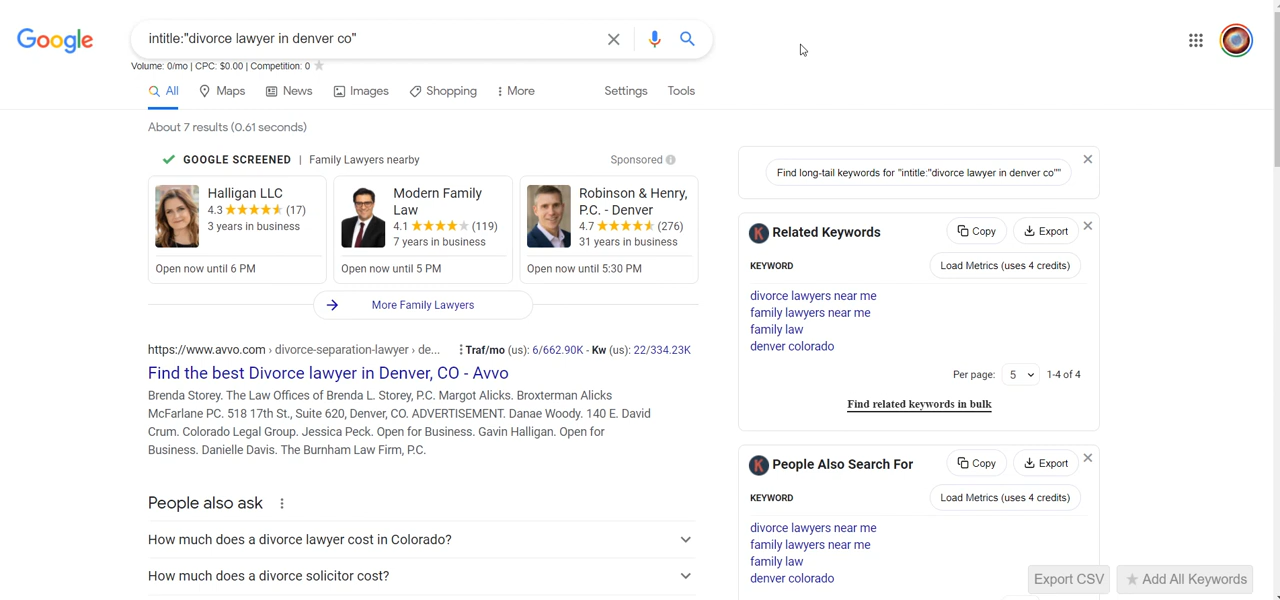 Google
intitle:"divorce lawyer in denver co"
Volume: 0/mo | CPC: $0.00 | Competition: 0
All
Maps
News
Images
Shopping
More
Settings
Tools
About 7 results (0.61 seconds)
GOOGLE SCREENED | Family Lawyers nearby
Sponsored
Halligan LLC
4.3 (17)
3 years in business
Open now until 6 PM
Modern Family
Law
4.1 (119)
7 years in business
Open now until 5 PM
Robinson & Henry,
P.C. - Denver
4.7 (276)
31 years in business
Open now until 5:30 PM
More Family Lawyers
https://www.avvo.com › divorce-separation-lawyer › de...
Traf/mo (us): 6/662.90K - Kw (us): 22/334.23K
Find the best Divorce lawyer in Denver, CO - Avvo
Brenda Storey. The Law Offices of Brenda L. Storey, P.C. Margot Alicks. Broxterman Alicks
McFarlane PC. 518 17th St., Suite 620, Denver, CO. ADVERTISEMENT. Danae Woody. 140 E. David
Crum. Colorado Legal Group. Jessica Peck. Open for Business. Gavin Halligan. Open for
Business. Danielle Davis. The Burnham Law Firm, P.C.
People also ask
How much does a divorce lawyer cost in Colorado?
How much does a divorce solicitor cost?
Find long-tail keywords for "intitle:"divorce lawyer in denver co""
K
Related Keywords
Copy
Export
KEYWORD
Load Metrics (uses 4 credits)
divorce lawyers near me
family lawyers near me
family law
denver colorado
Per page:
5
1-4 of 4
Find related keywords in bulk
K
People Also Search For
Copy
Export
KEYWORD
Load Metrics (uses 4 credits)
divorce lawyers near me
family lawyers near me
family law
denver colorado
Export CSV
Add All Keywords